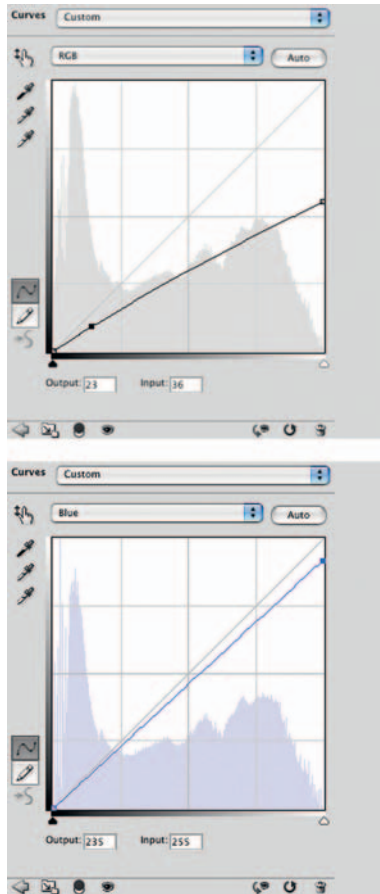 Curves Custom
RGB Auto
Output: 23 Input: 36
Curves Custom
Blue Auto
Output: 235 Input: 255